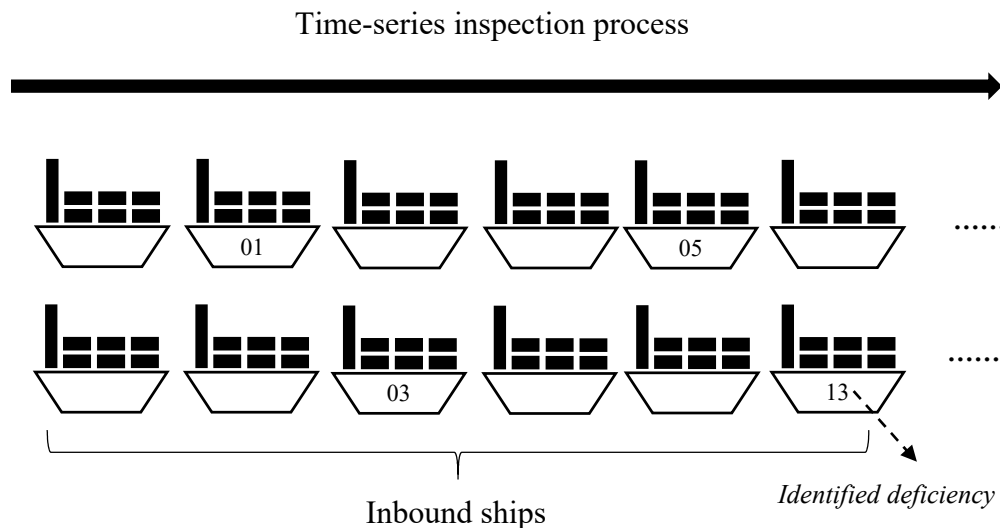 Time-series inspection process
01
05
......
03
13
......
Identified deficiency
Inbound ships